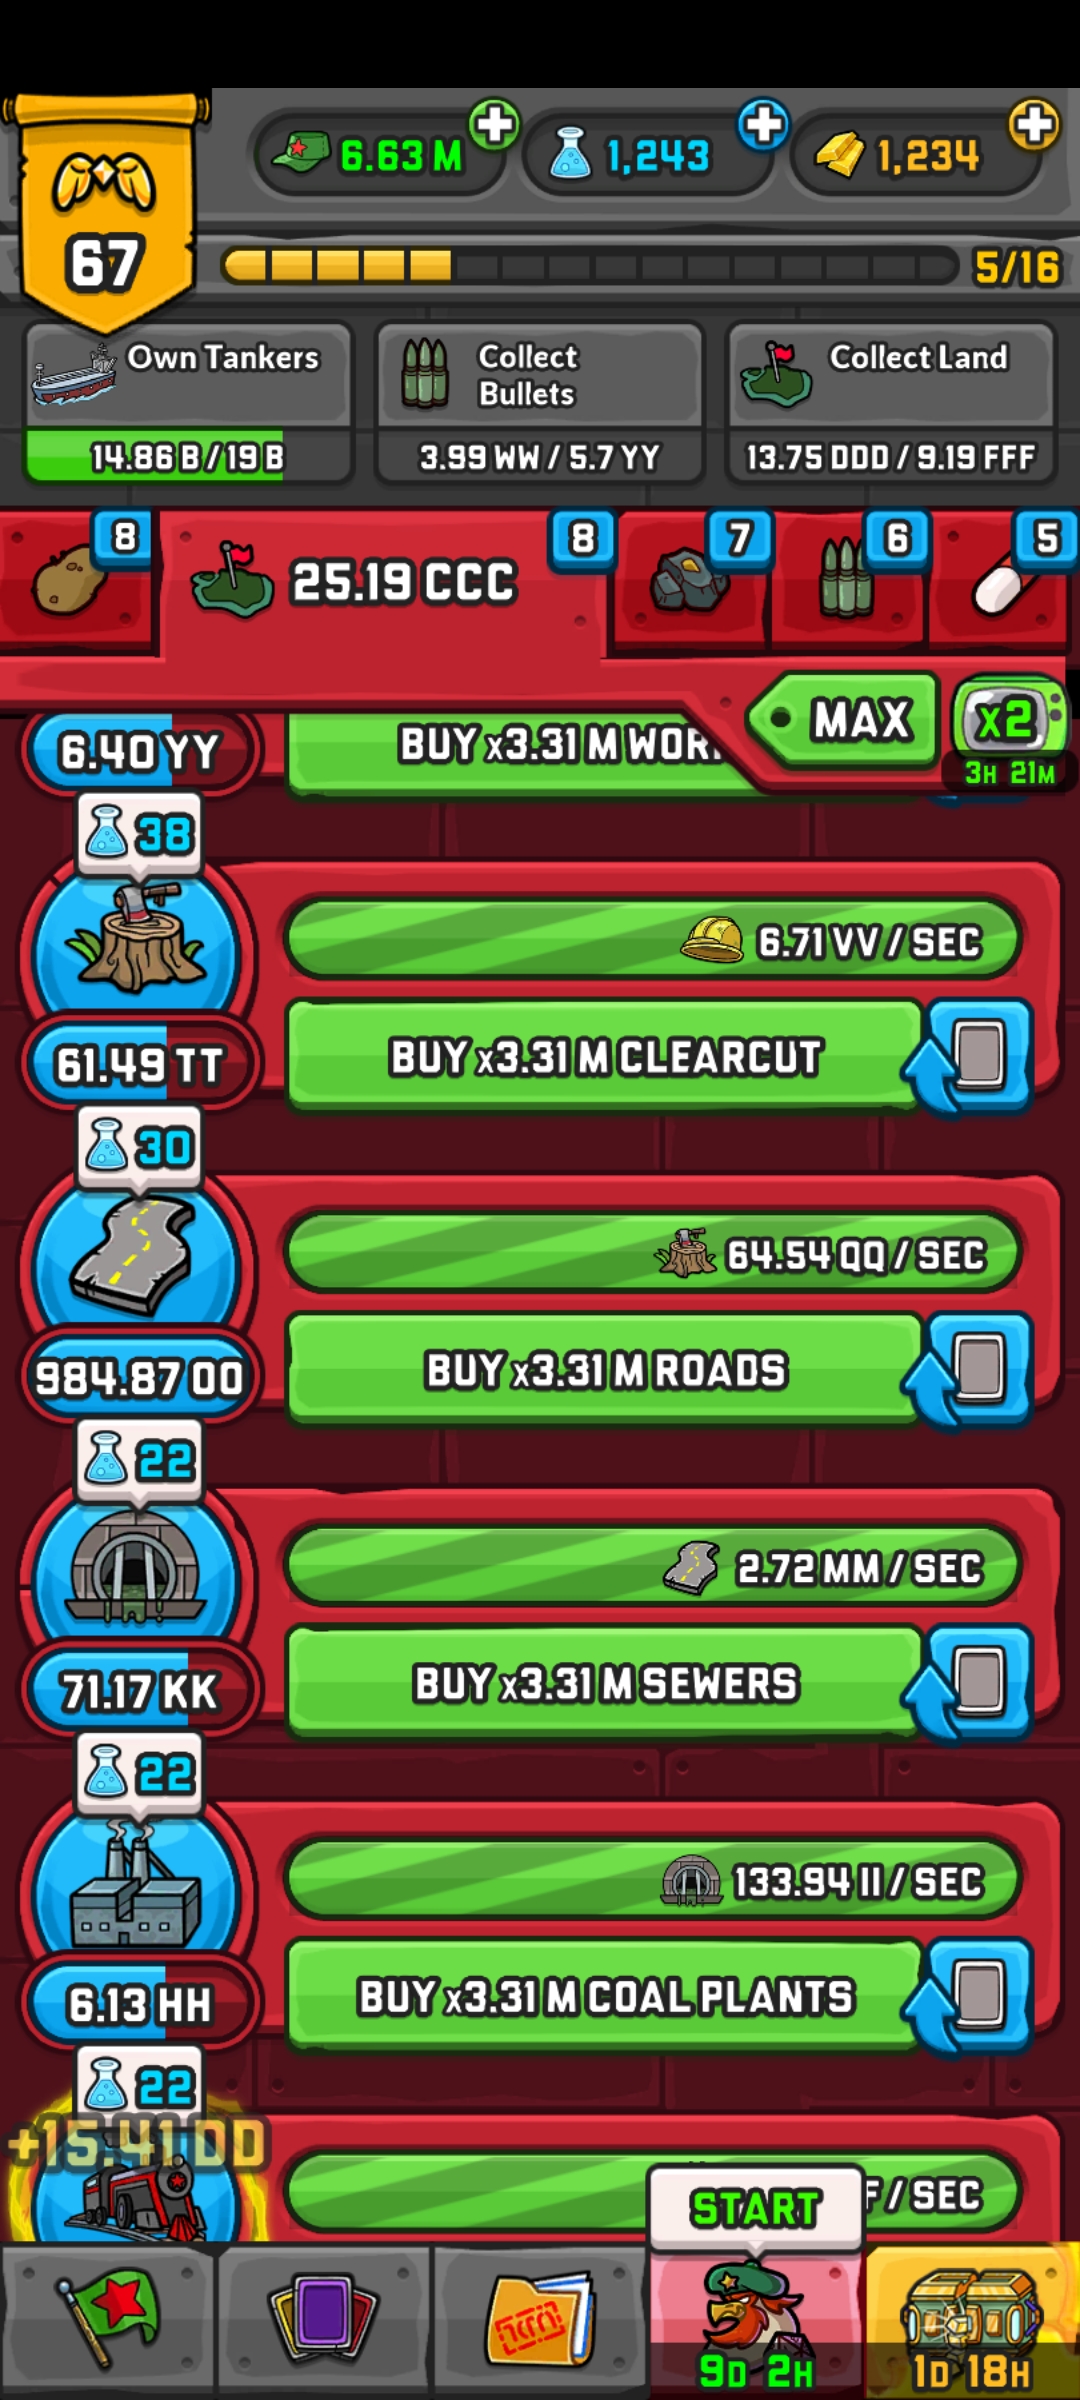 6.63 M
1,243
1,234
67
5/16
Own Tankers
14.86 B / 19 B
Collect
Bullets
3.99 WW / 5.7 YY
Collect Land
13.75 DDD / 9.19 FFF
8
25.19 CCC
8
7
6
5
MAX
x2
3H 21M
6.40 YY
BUY x3.31 M
38
6.71 VV / SEC
61.49 TT
BUY x3.31 M CLEARCUT
30
64.54 QQ / SEC
984.87 OO
BUY x3.31 M ROADS
22
2.72 MM / SEC
71.17 KK
BUY x3.31 M SEWERS
22
133.94 II / SEC
6.13 HH
BUY x3.31 M COAL PLANTS
22
+15.41 DD
/ SEC
START
9D 2H
1D 18H